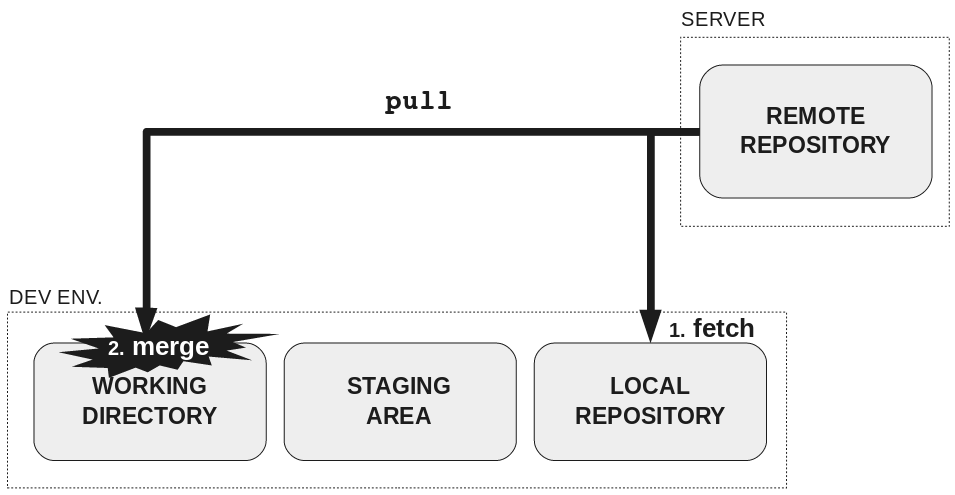 SERVER
REMOTE
REPOSITORY
pull
DEV ENV.
1. fetch
2. merge
WORKING
DIRECTORY
STAGING
AREA
LOCAL
REPOSITORY